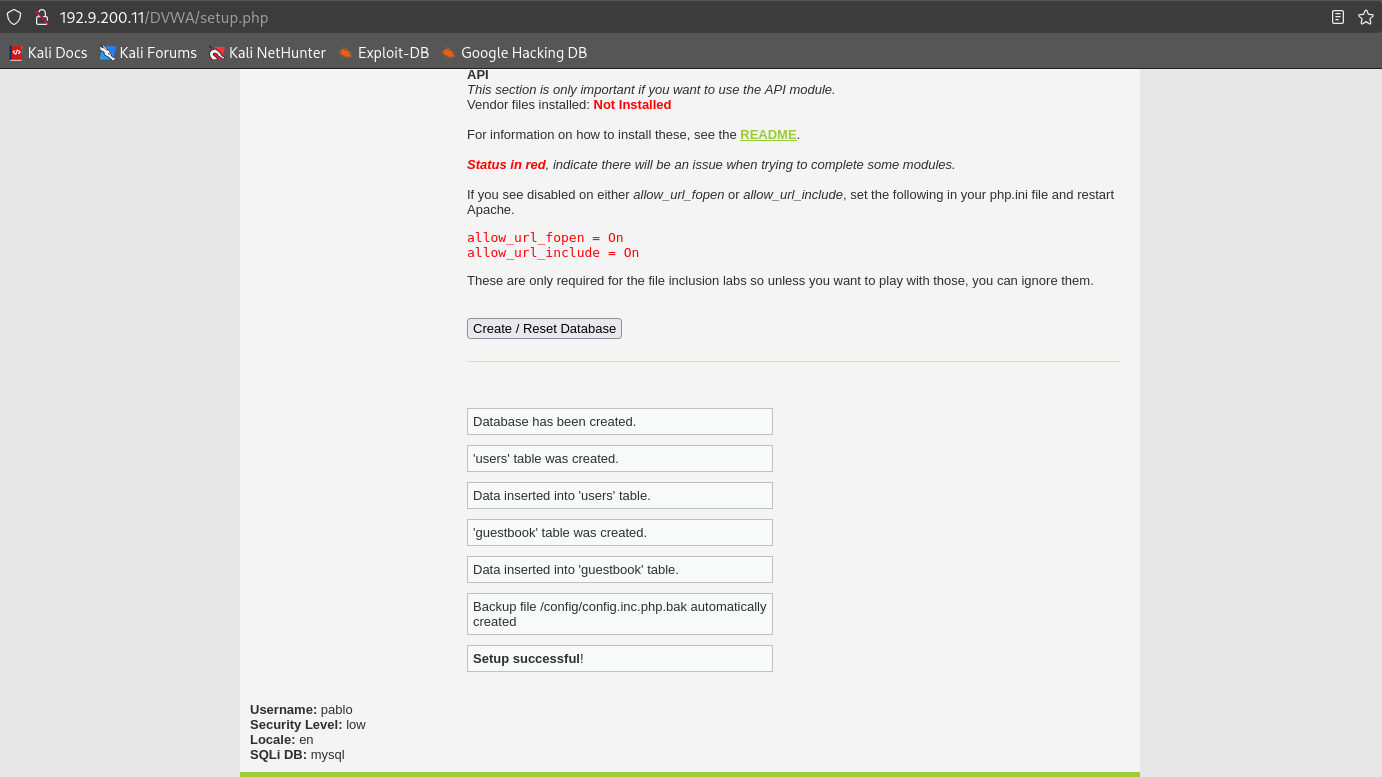 192.9.200.11/DVWA/setup.php
Kali Docs Kali Forums Kali NetHunter Exploit-DB Google Hacking DB
API
This section is only important if you want to use the API module.
Vendor files installed: Not Installed
For information on how to install these, see the README.
Status in red, indicate there will be an issue when trying to complete some modules.
If you see disabled on either allow_url_fopen or allow_url_include, set the following in your php.ini file and restart
Apache.
allow_url_fopen = On
allow_url_include = On
These are only required for the file inclusion labs so unless you want to play with those, you can ignore them.
Create / Reset Database
Database has been created.
'users' table was created.
Data inserted into 'users' table.
'guestbook' table was created.
Data inserted into 'guestbook' table.
Backup file /config/config.inc.php.bak automatically
created
Setup successful!
Username: pablo
Security Level: low
Locale: en
SQLi DB: mysql